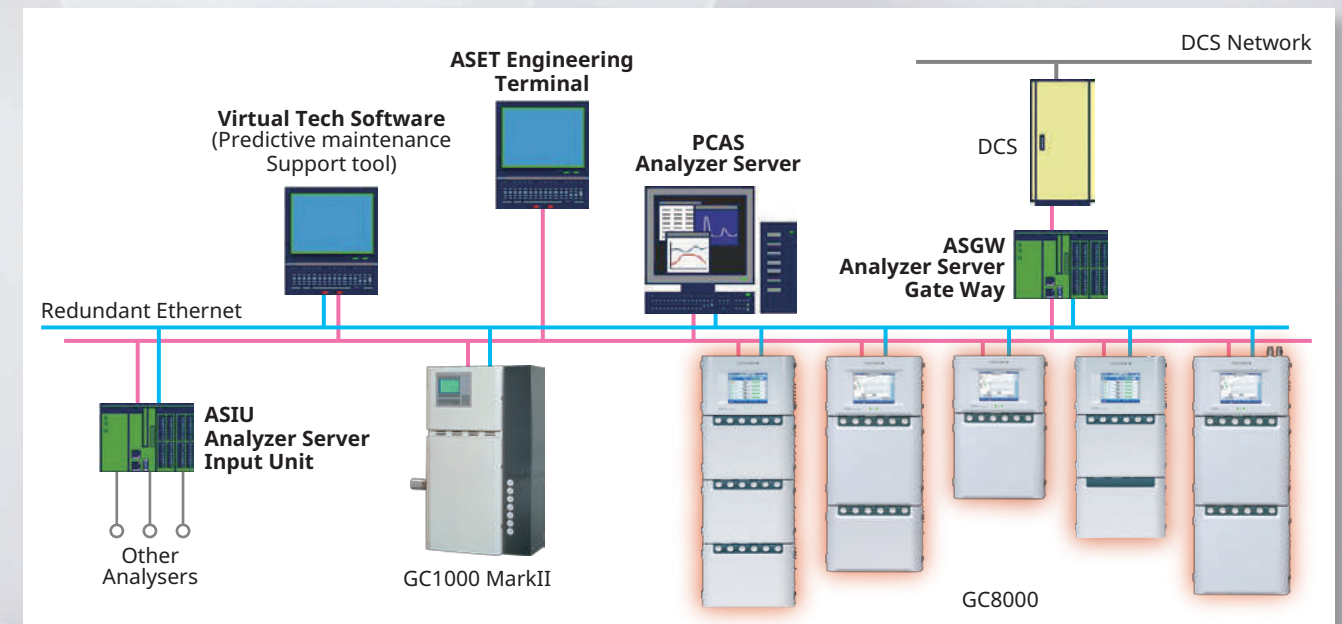 DCS Network
ASET Engineering
Terminal
Virtual Tech Software
(Predictive maintenance
Support tool)
PCAS
Analyzer Server
DCS
ASGW
Analyzer Server
Gate Way
Redundant Ethernet
ASIU
Analyzer Server
Input Unit
Other
Analysers
GC1000 MarkII
GC8000